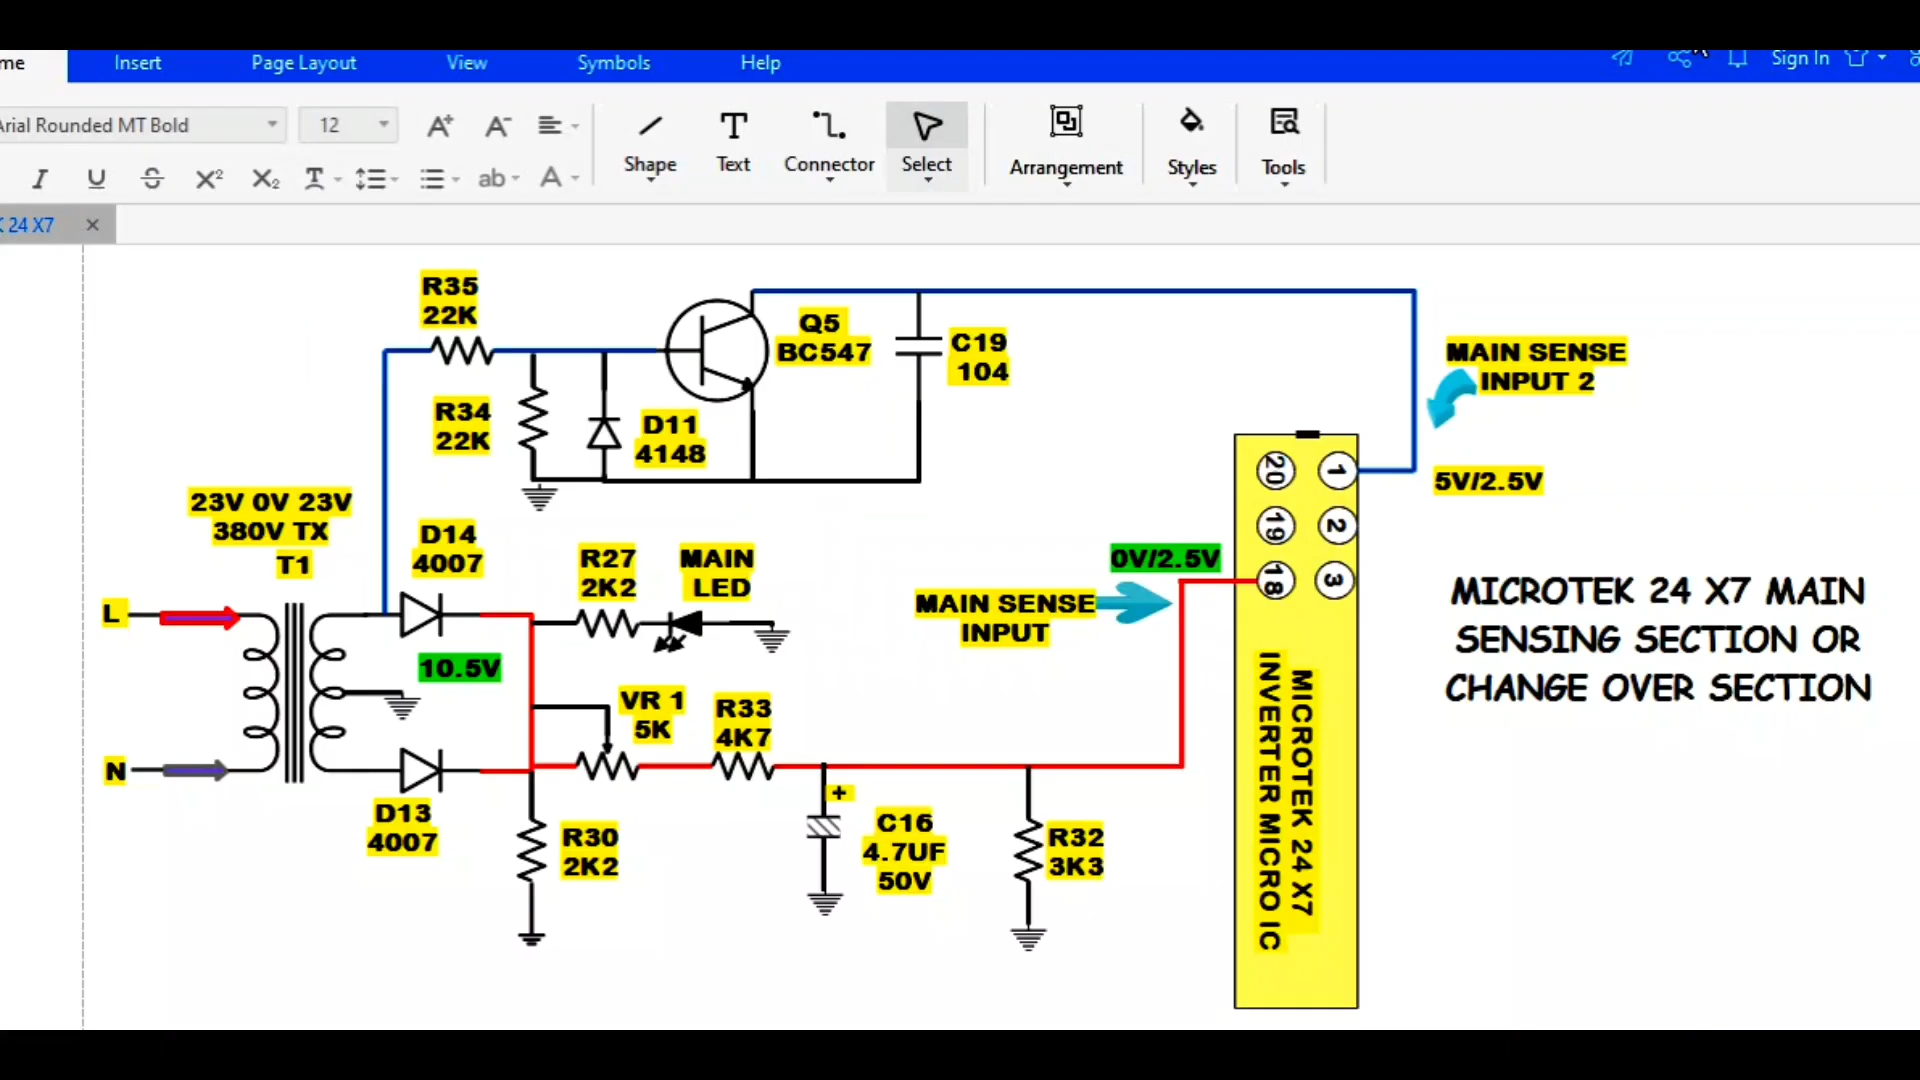 me Insert Page Layout View Symbols Help Sign In
Arial Rounded MT Bold 12
Shape Text Connector Select Arrangement Styles Tools
K 24 X7
R35
22K
Q5
BC547
C19
104
MAIN SENSE
INPUT 2
R34
22K
D11
4148
5V/2.5V
23V 0V 23V
380V TX
T1
D14
4007
R27
2K2
MAIN
LED
0V/2.5V
MAIN SENSE
INPUT
20 1
19 2
18 3
L
10.5V
VR 1
5K
R33
4K7
MICROTEK 24 X7 MAIN
SENSING SECTION OR
CHANGE OVER SECTION
N
D13
4007
R30
2K2
+
C16
4.7UF
50V
R32
3K3
MICROTEK 24 X7
INVERTER MICRO IC